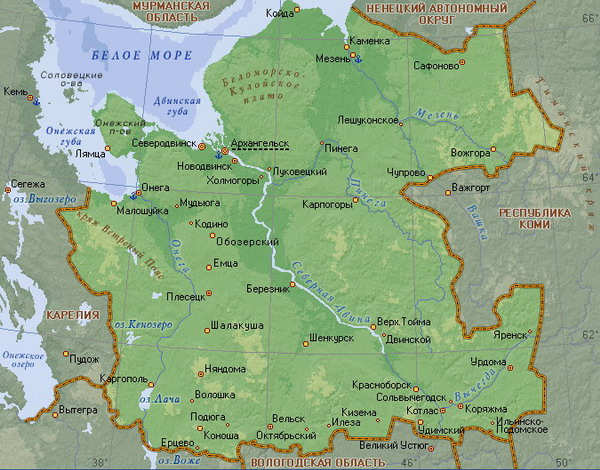 МУРМАНСКАЯ
ОБЛАСТЬ
НЕНЕЦКИЙ АВТОНОМНЫЙ
ОКРУГ
66°
Койда
Каменка
Мезень
Сафоново
БЕЛОЕ МОРЕ
Соловецкие
о-ва
Беломорско-
Кулойское
плато
Кемь
Двинская
губа
Онежский
п-ов
Онежская
губа
Лешуконское
Мезень
Тиманский кряж
Лямца
Северодвинск
Архангельск
Пинега
Вожгора
Новодвинск
Холмогоры
Луковецкий
Чупрово
64°
Сегежа
оз.Выгозеро
Онега
Малошуйка
Мудьюга
Карпогоры
Пинега
Важгорт
Вашка
РЕСПУБЛИКА
КОМИ
кряж Ветреный Пояс
Кодино
Обозерский
Онега
Емца
Северная Двина
Березник
Плесецк
КАРЕЛИЯ
оз.Кенозеро
Шалакуша
Верх.Тойма
Двинской
Яренск
62°
Онежское
озеро
Пудож
Шенкурск
Урдома
Няндома
Каргополь
Красноборск
Сольвычегодск
Вычегда
оз.Лача
Волошка
Вытегра
Подюга
Вельск
Кизема
Котлас
Коряжма
Коноша
Октябрьский
Илеза
Удимский
Ильинско-
Подомское
Ерцево
Великий Устюг
38°
оз.Воже
ВОЛОГОДСКАЯ ОБЛАСТЬ
46°
50°